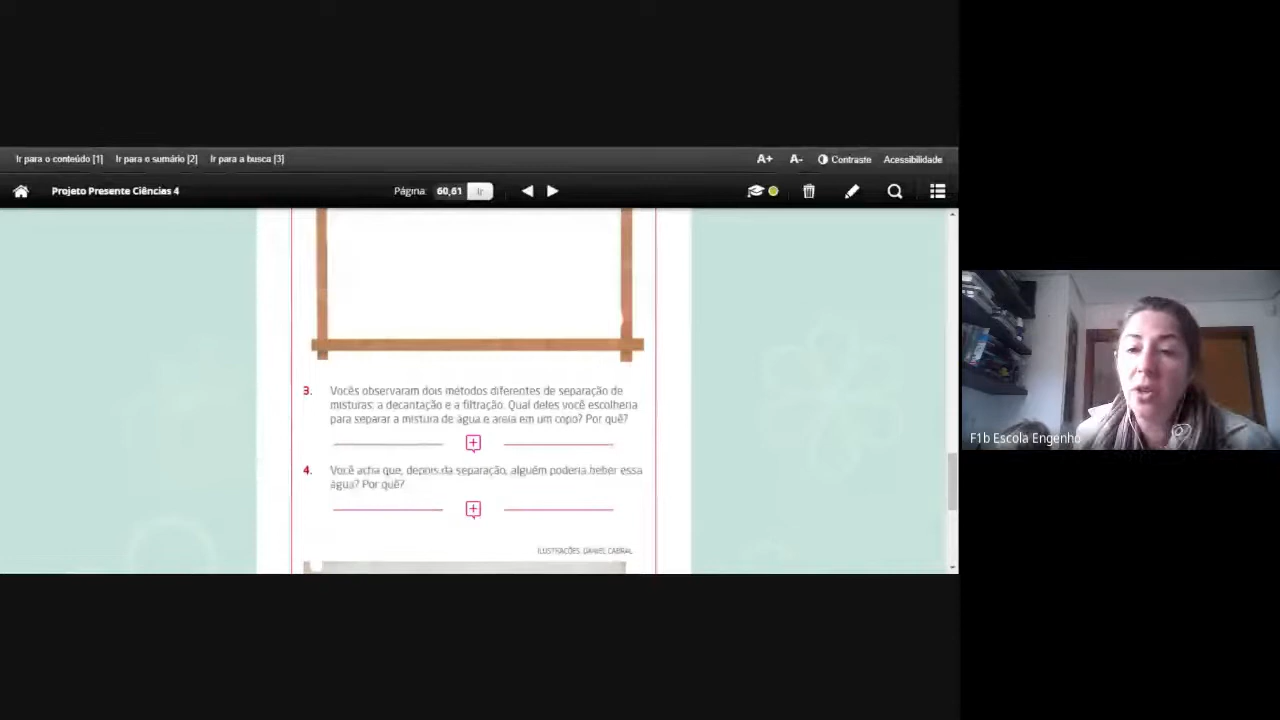 Ir para o conteúdo [1] Ir para o sumário [2] Ir para a busca [3] A+ A- Contraste Acessibilidade
Projeto Presente Ciências 4 Página: 60,61 Ir
3. Vocês observaram dois métodos diferentes de separação de
misturas: a decantação e a filtração. Qual deles você escolheria
para separar a mistura de água e areia em um copo? Por quê?
4. Você acha que, depois da separação, alguém poderia beber essa
água? Por quê?
ILUSTRAÇÕES: DANIEL CABRAL
F1b Escola Engenho